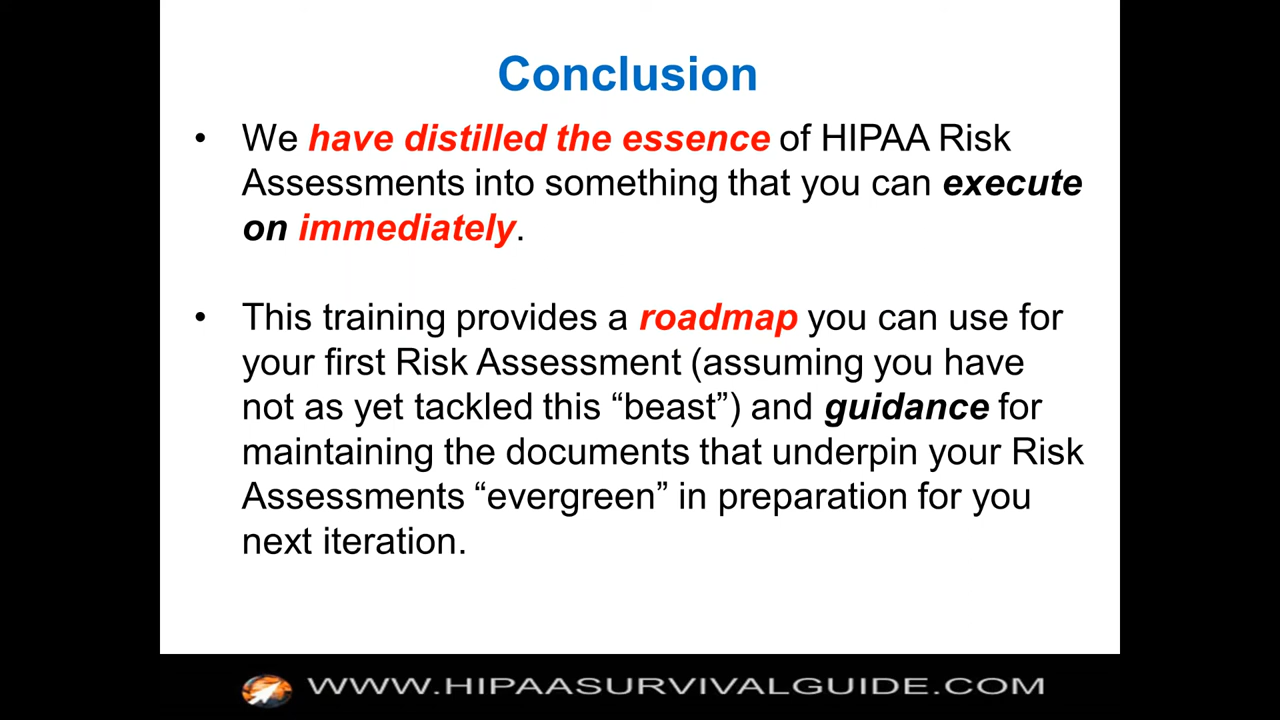 Conclusion
• We have distilled the essence of HIPAA Risk
Assessments into something that you can execute
on immediately.
• This training provides a roadmap you can use for
your first Risk Assessment (assuming you have
not as yet tackled this “beast”) and guidance for
maintaining the documents that underpin your Risk
Assessments “evergreen” in preparation for you
next iteration.
WWW.HIPAASURVIVALGUIDE.COM